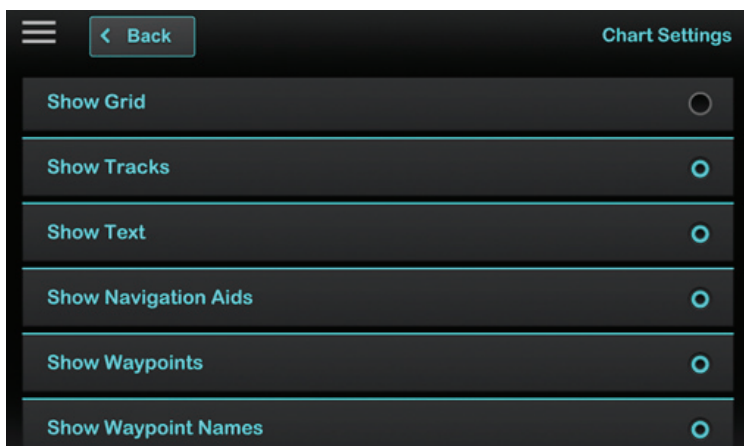 Back
Chart Settings
Show Grid
Show Tracks
Show Text
Show Navigation Aids
Show Waypoints
Show Waypoint Names